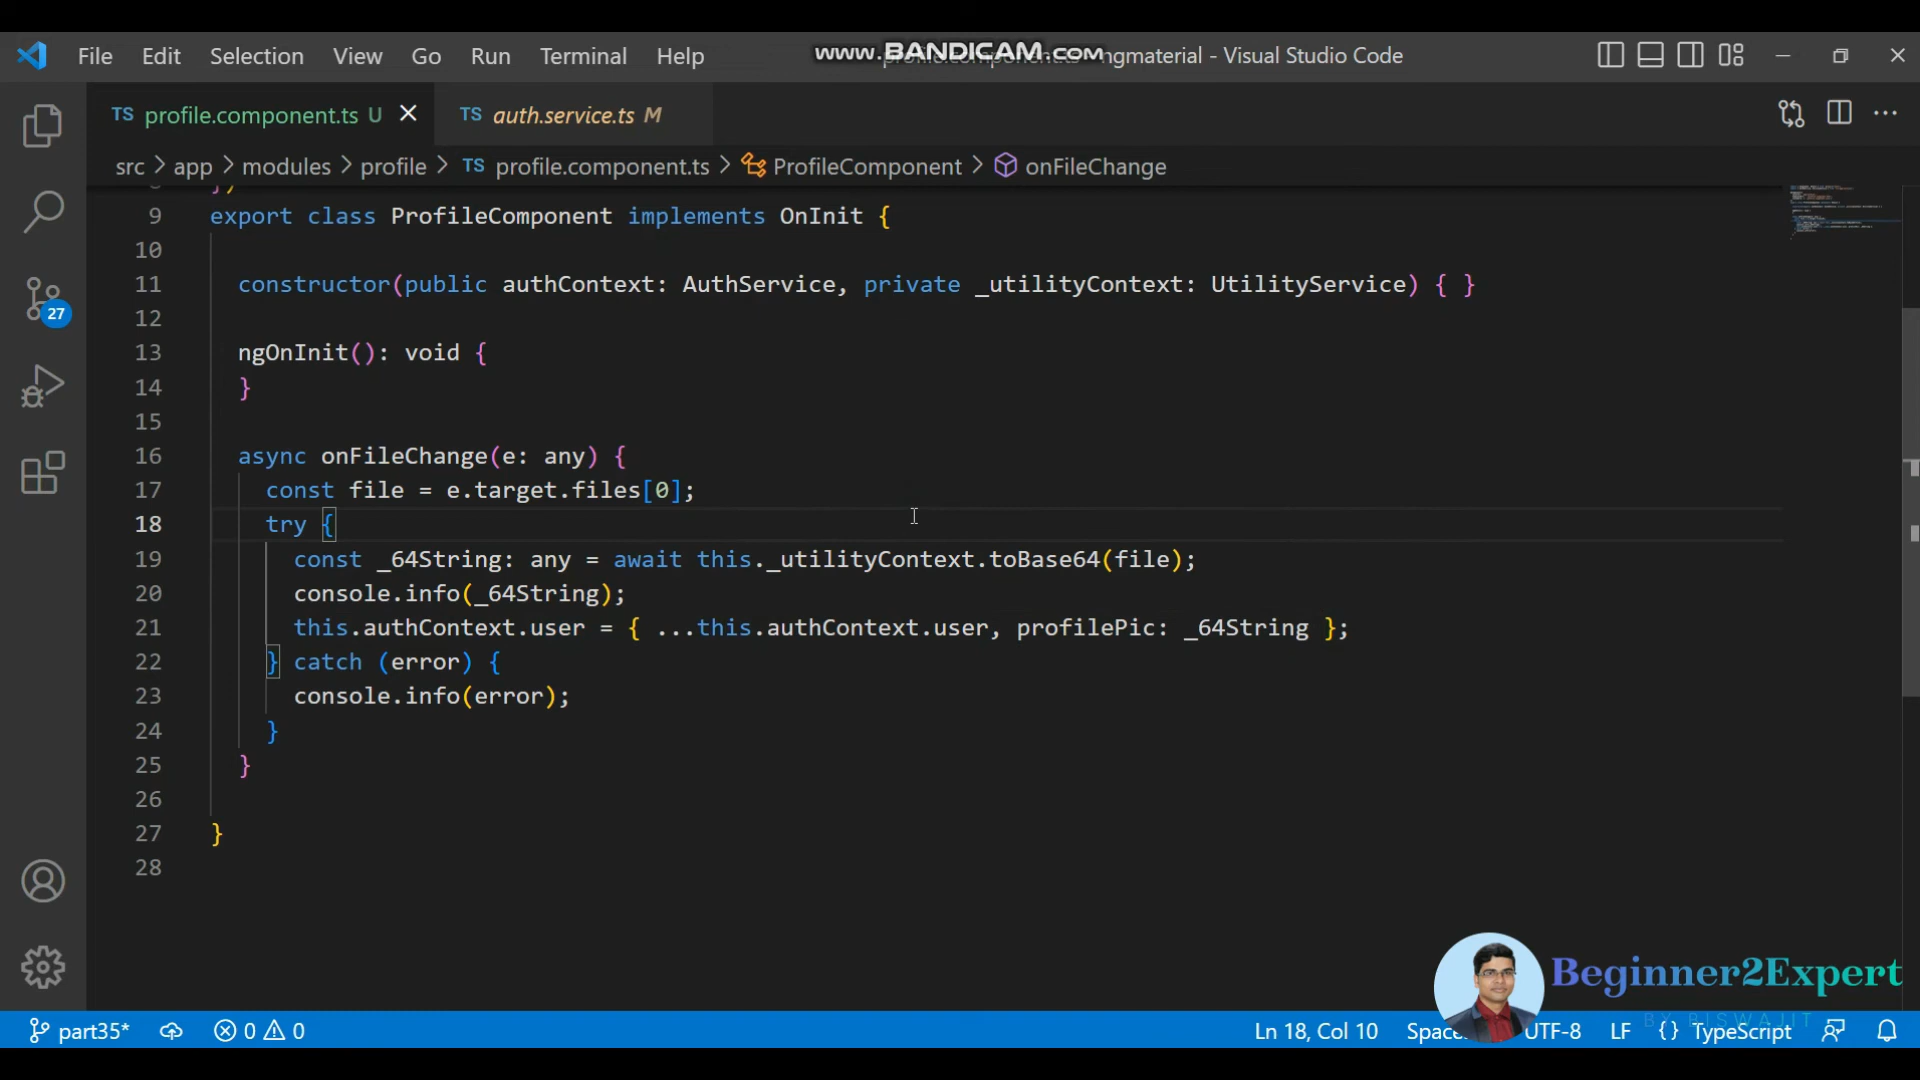 File Edit Selection View Go Run Terminal Help www.BANDICAM.com ngmaterial - Visual Studio Code
TS profile.component.ts U TS auth.service.ts M
src > app > modules > profile > TS profile.component.ts > ProfileComponent > onFileChange
9 export class ProfileComponent implements OnInit {
10
11 constructor(public authContext: AuthService, private _utilityContext: UtilityService) { }
12
13 ngOnInit(): void {
14 }
15
16 async onFileChange(e: any) {
17 const file = e.target.files[0];
18 try {
19 const _64String: any = await this._utilityContext.toBase64(file);
20 console.info(_64String);
21 this.authContext.user = { ...this.authContext.user, profilePic: _64String };
22 } catch (error) {
23 console.info(error);
24 }
25 }
26
27 }
28
27
Beginner2Expert
BY BISWAJIT
part35* 0 0 Ln 18, Col 10 UTF-8 LF {} TypeScript